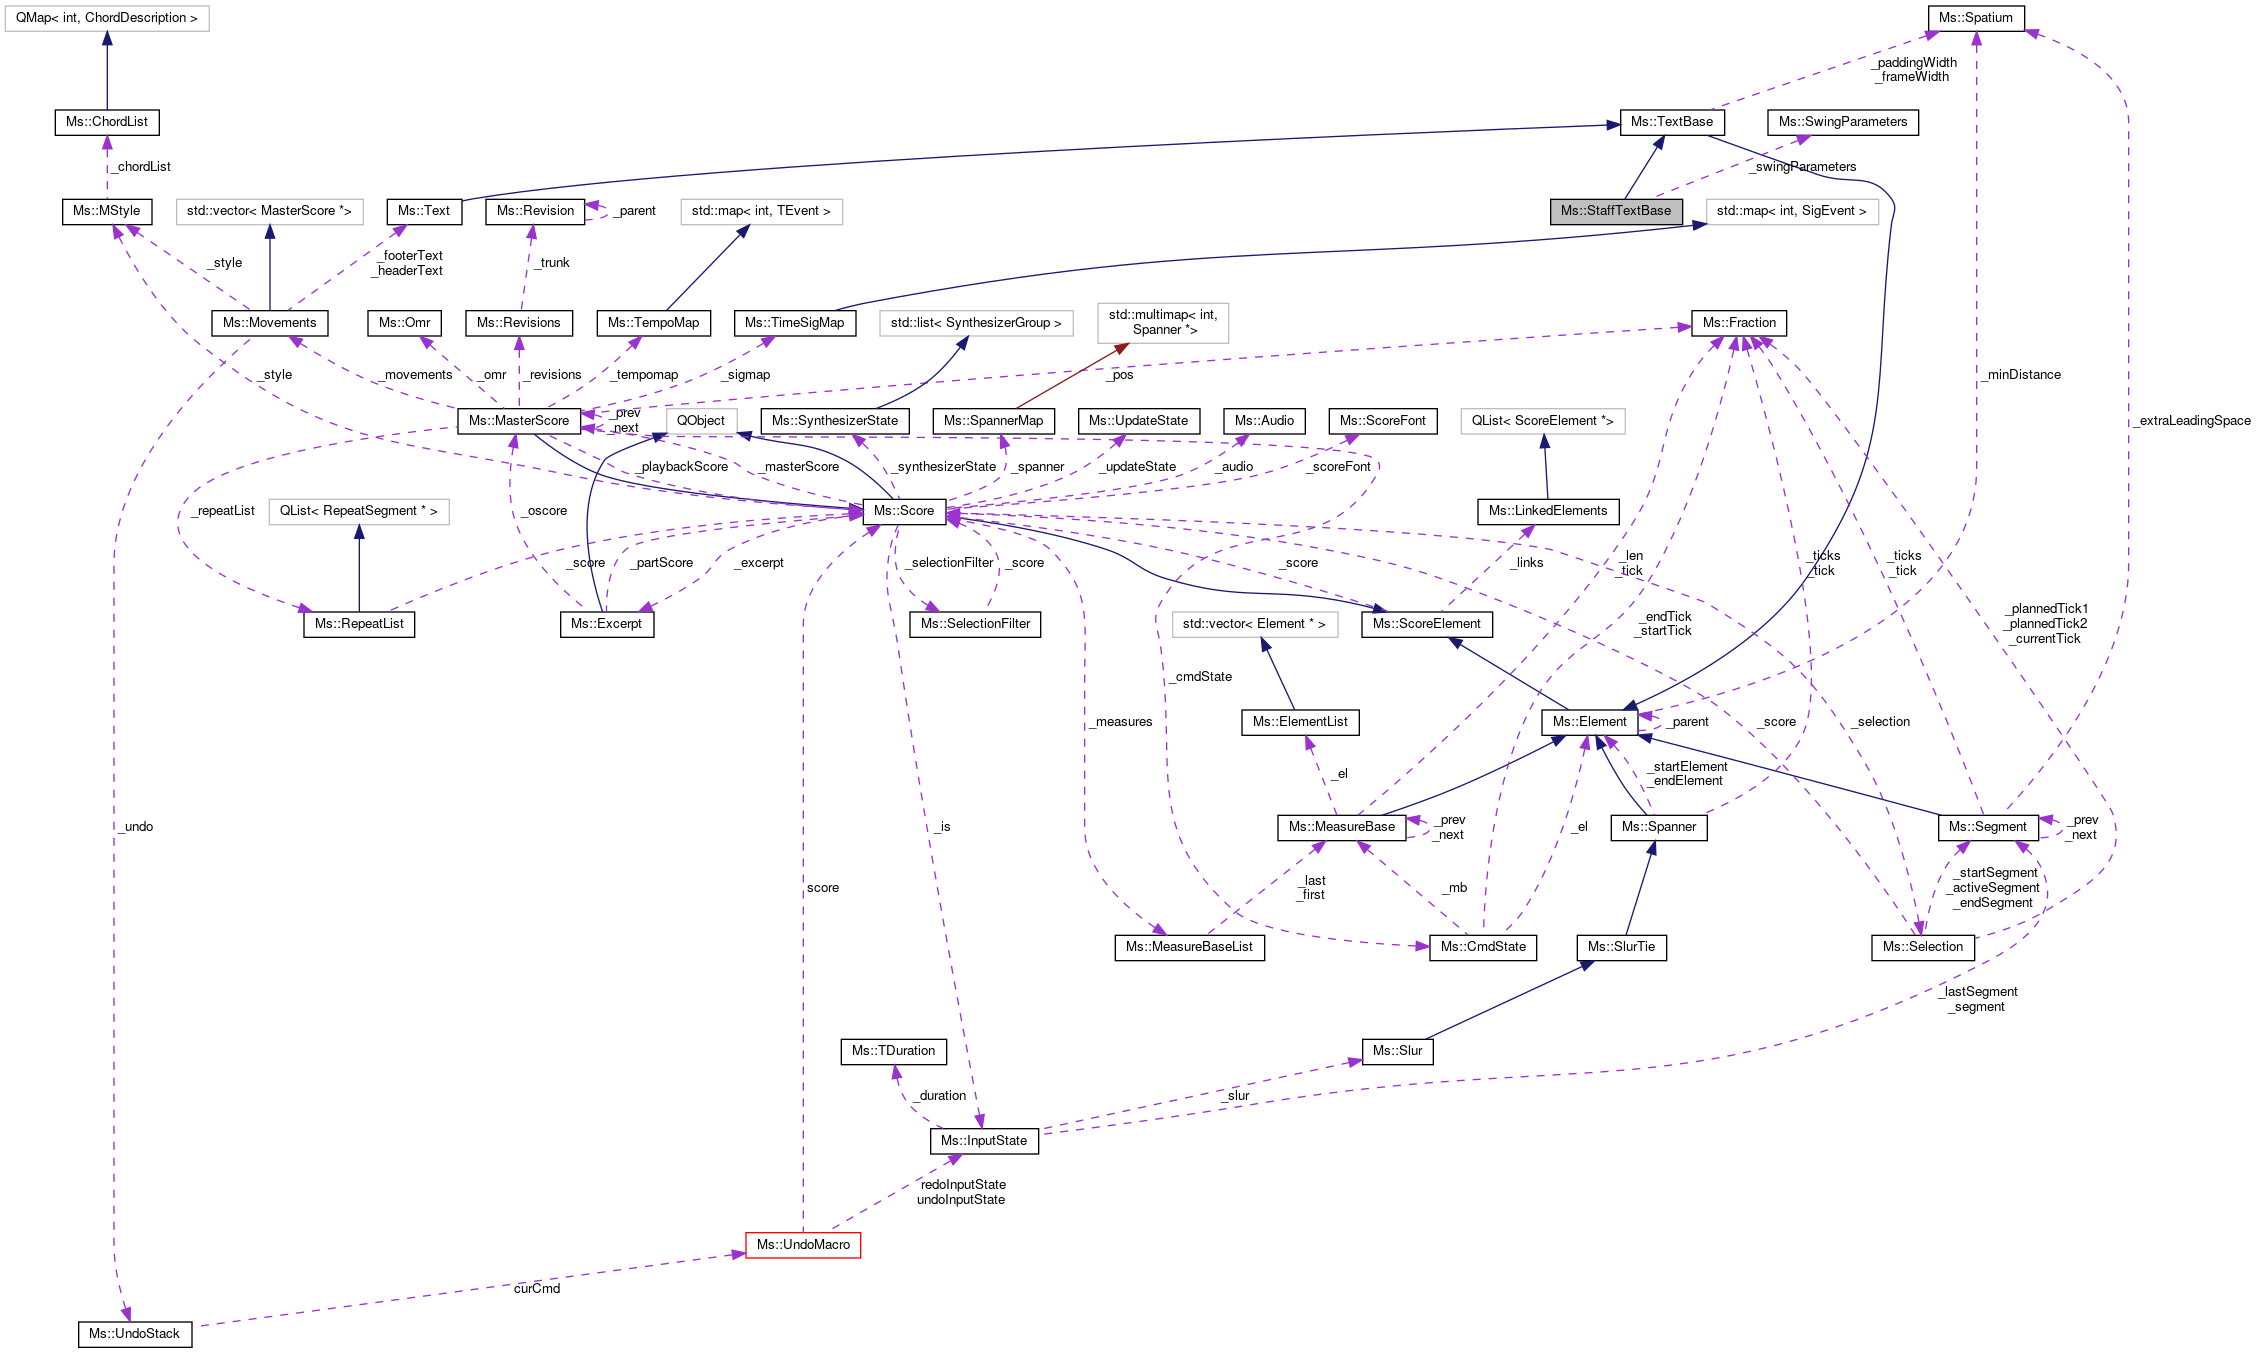 QMap< int, ChordDescription >
Ms::Spatium
_paddingWidth
_frameWidth
Ms::ChordList
Ms::TextBase
Ms::SwingParameters
_chordList
_swingParameters
Ms::MStyle
std::vector< MasterScore *>
Ms::Text
Ms::Revision
_parent
std::map< int, TEvent >
Ms::StaffTextBase
std::map< int, SigEvent >
_style
_footerText
_headerText
_trunk
Ms::Movements
Ms::Omr
Ms::Revisions
Ms::TempoMap
Ms::TimeSigMap
std::list< SynthesizerGroup >
std::multimap< int,
Spanner *>
Ms::Fraction
_style
_movements
_omr
_revisions
_tempomap
_sigmap
_pos
_minDistance
Ms::MasterScore
_prev
_next
QObject
Ms::SynthesizerState
Ms::SpannerMap
Ms::UpdateState
Ms::Audio
Ms::ScoreFont
QList< ScoreElement *>
_extraLeadingSpace
_playbackScore
_masterScore
_synthesizerState
_spanner
_updateState
_audio
_scoreFont
_repeatList
QList< RepeatSegment * >
_oscore
Ms::Score
Ms::LinkedElements
_score
_partScore
_excerpt
_selectionFilter
_score
_score
_links
_len
_tick
_ticks
_tick
_ticks
_tick
Ms::RepeatList
Ms::Excerpt
Ms::SelectionFilter
std::vector< Element * >
Ms::ScoreElement
_endTick
_startTick
_plannedTick1
_plannedTick2
_currentTick
_cmdState
_measures
Ms::ElementList
Ms::Element
_parent
_score
_selection
_el
_startElement
_endElement
_undo
_is
Ms::MeasureBase
_prev
_next
_el
Ms::Spanner
Ms::Segment
_prev
_next
score
_last
_first
_mb
_startSegment
_activeSegment
_endSegment
Ms::MeasureBaseList
Ms::CmdState
Ms::SlurTie
Ms::Selection
_lastSegment
_segment
Ms::TDuration
Ms::Slur
_duration
_slur
Ms::InputState
redoInputState
undoInputState
Ms::UndoMacro
curCmd
Ms::UndoStack